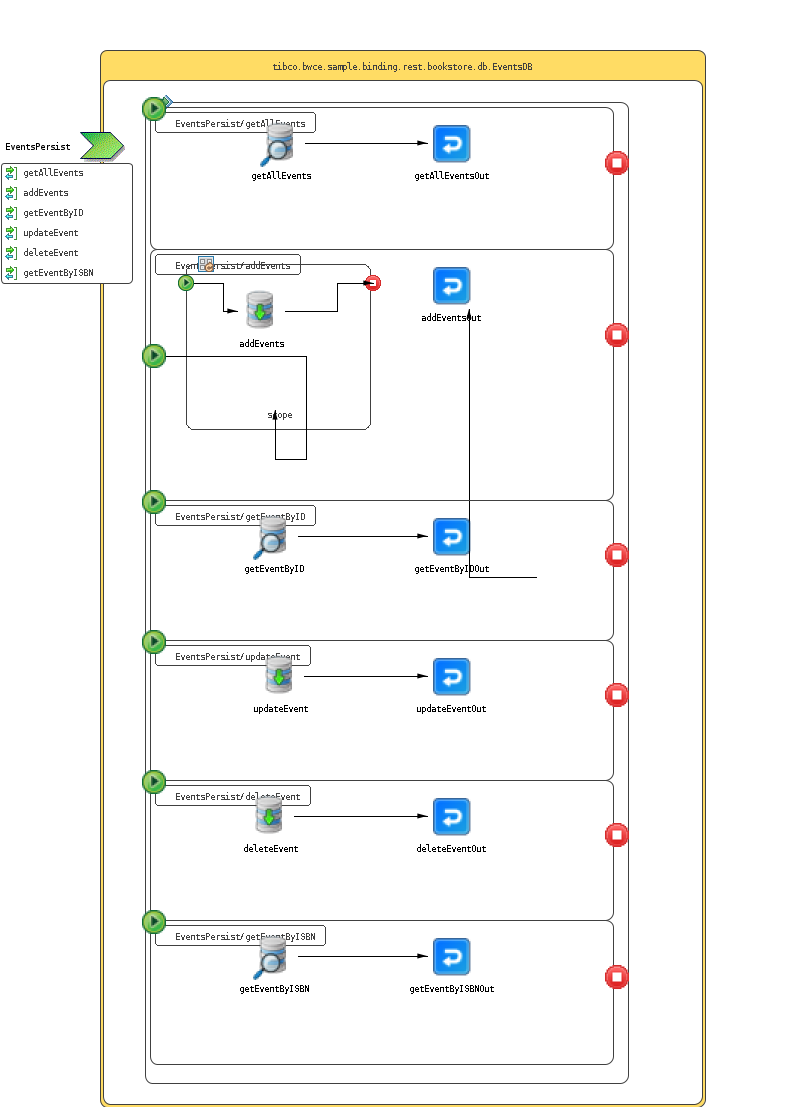 tibco.bwce.sample.binding.rest.bookstore.db.EventsDB
EventsPersist
getAllEvents
addEvents
getEventByID
updateEvent
deleteEvent
getEventByISBN
EventsPersist/getAllEvents
getAllEvents
getAllEventsOut
EventsPersist/addEvents
addEvents
addEventsOut
scope
EventsPersist/getEventByID
getEventByID
getEventByIDOut
EventsPersist/updateEvent
updateEvent
updateEventOut
EventsPersist/deleteEvent
deleteEvent
deleteEventOut
EventsPersist/getEventByISBN
getEventByISBN
getEventByISBNOut